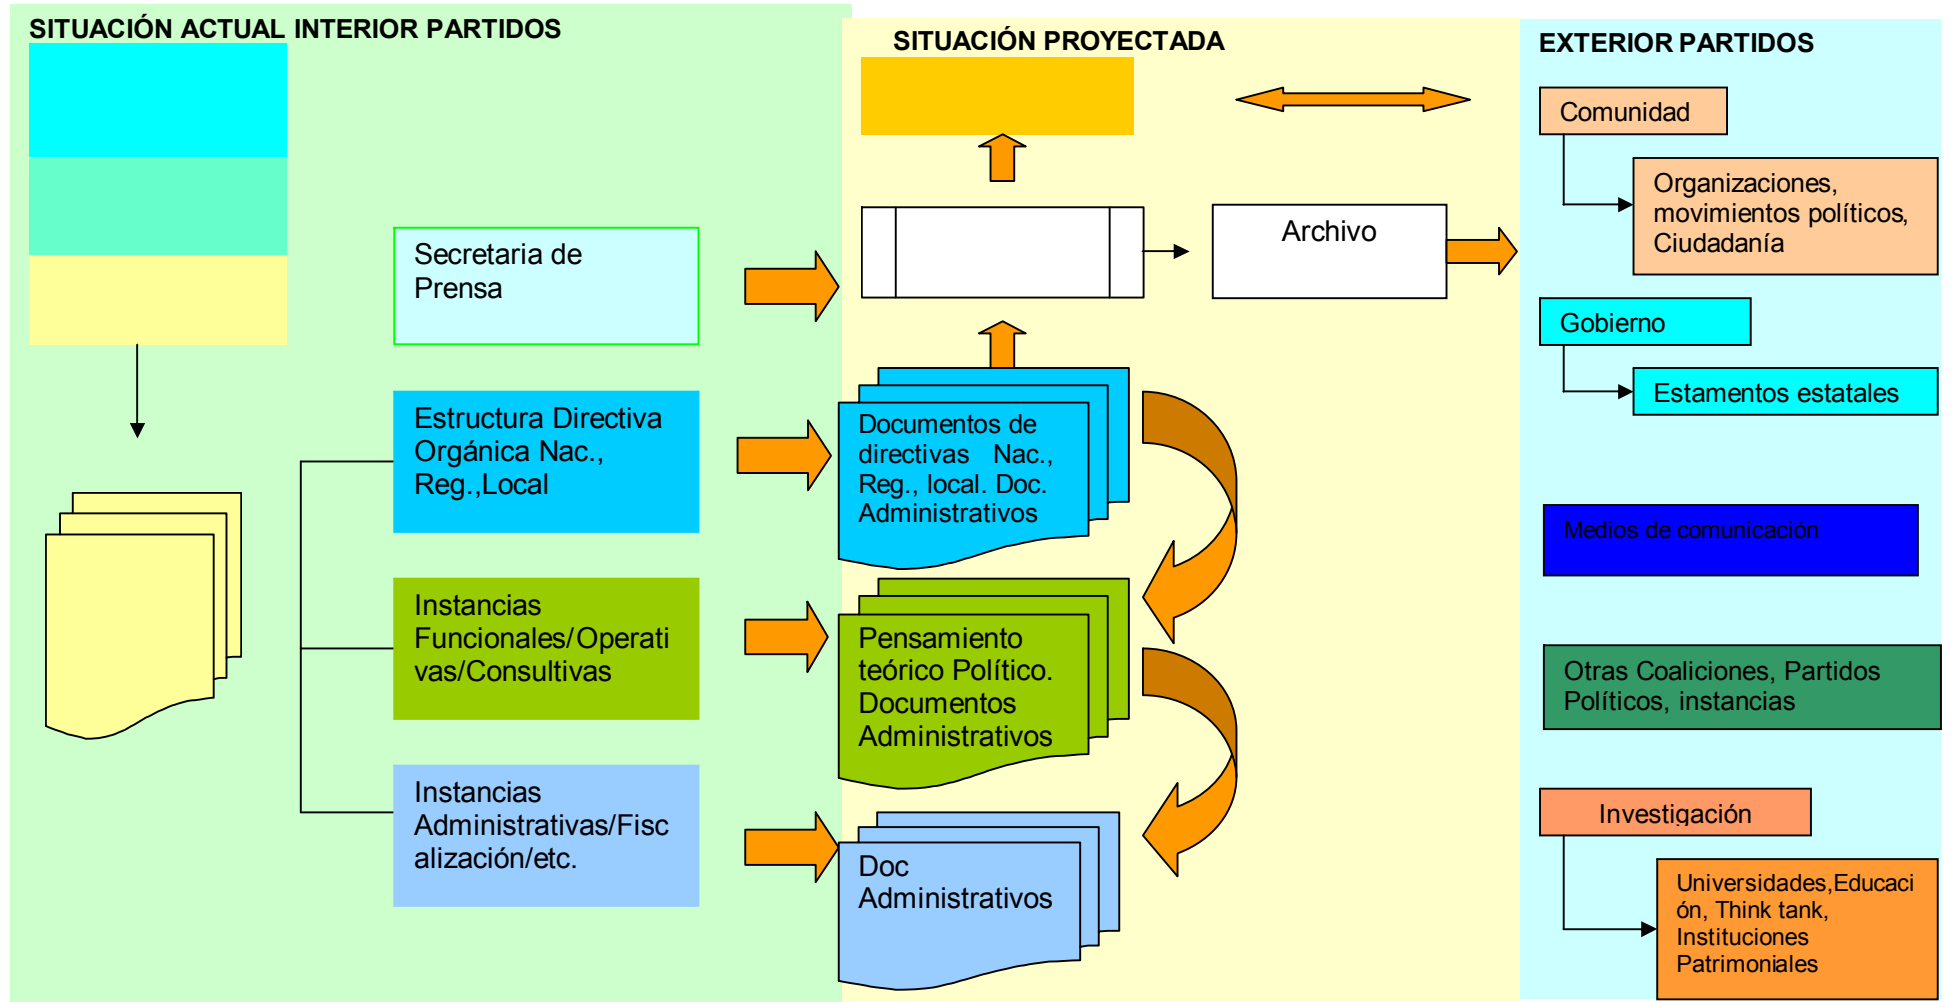 SITUACIÓN ACTUAL INTERIOR PARTIDOS
Secretaria de
Prensa
Estructura Directiva
Orgánica Nac.,
Reg.,Local
Instancias
Funcionales/Operati
vas/Consultivas
Instancias
Administrativas/Fisc
alización/etc.
SITUACIÓN PROYECTADA
Archivo
Documentos de
directivas Nac.,
Reg., local. Doc.
Administrativos
Pensamiento
teórico Político.
Documentos
Administrativos
Doc
Administrativos
EXTERIOR PARTIDOS
Comunidad
Organizaciones,
movimientos políticos,
Ciudadanía
Gobierno
Estamentos estatales
Medios de comunicación
Otras Coaliciones, Partidos
Políticos, instancias
Investigación
Universidades,Educaci
ón, Think tank,
Instituciones
Patrimoniales